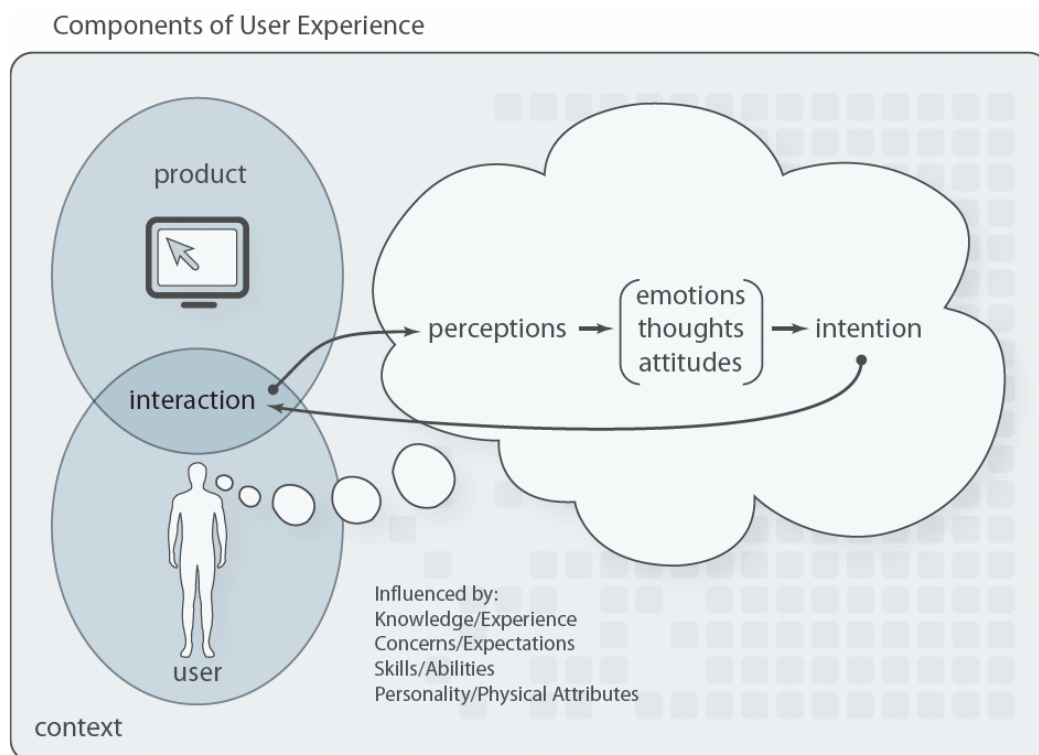 Components of User Experience
product
interaction
user
context
perceptions
emotions
thoughts
attitudes
intention
Influenced by:
Knowledge/Experience
Concerns/Expectations
Skills/Abilities
Personality/Physical Attributes